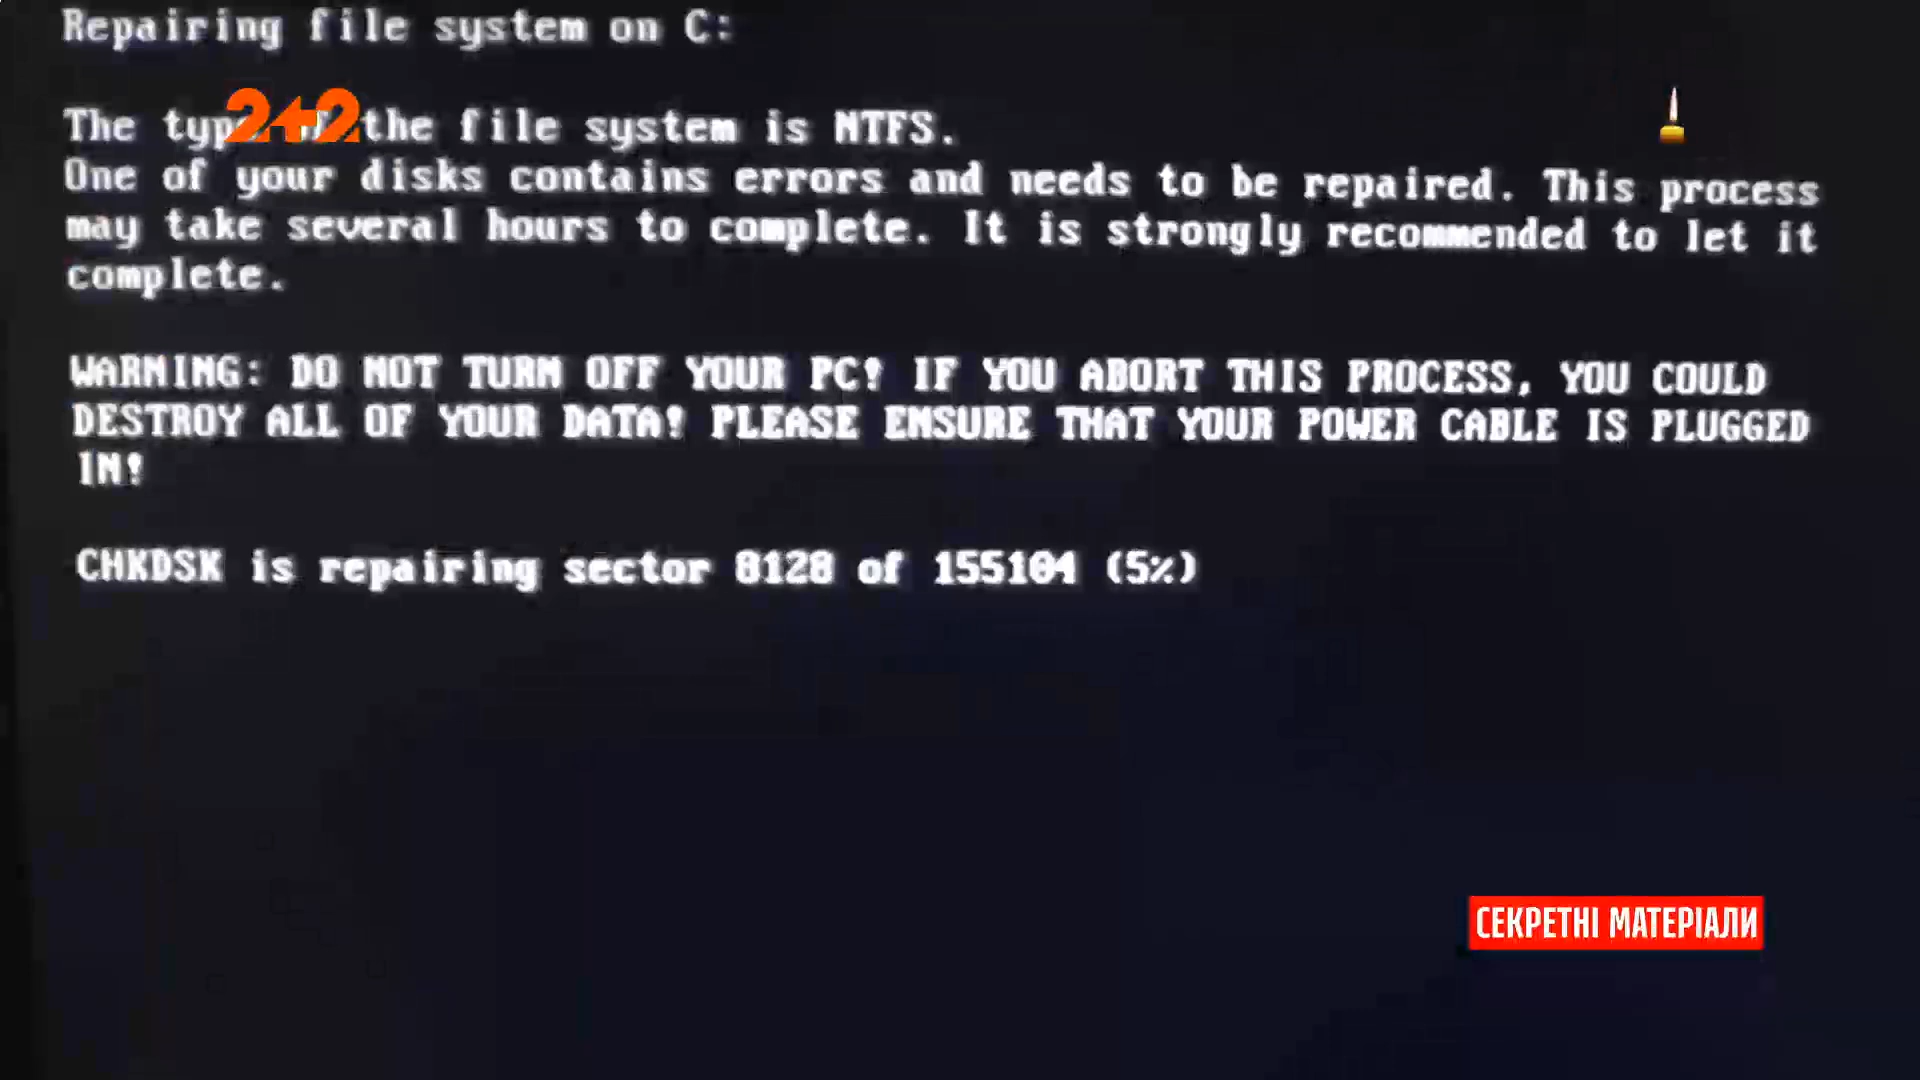 Repairing file system on C:
2+2
The type of the file system is NTFS.
One of your disks contains errors and needs to be repaired. This process
may take several hours to complete. It is strongly recommended to let it
complete.
WARNING: DO NOT TURN OFF YOUR PC! IF YOU ABORT THIS PROCESS, YOU COULD
DESTROY ALL OF YOUR DATA! PLEASE ENSURE THAT YOUR POWER CABLE IS PLUGGED
IN!
CHKDSK is repairing sector 8128 of 155104 (5%)
СЕКРЕТНІ МАТЕРІАЛИ